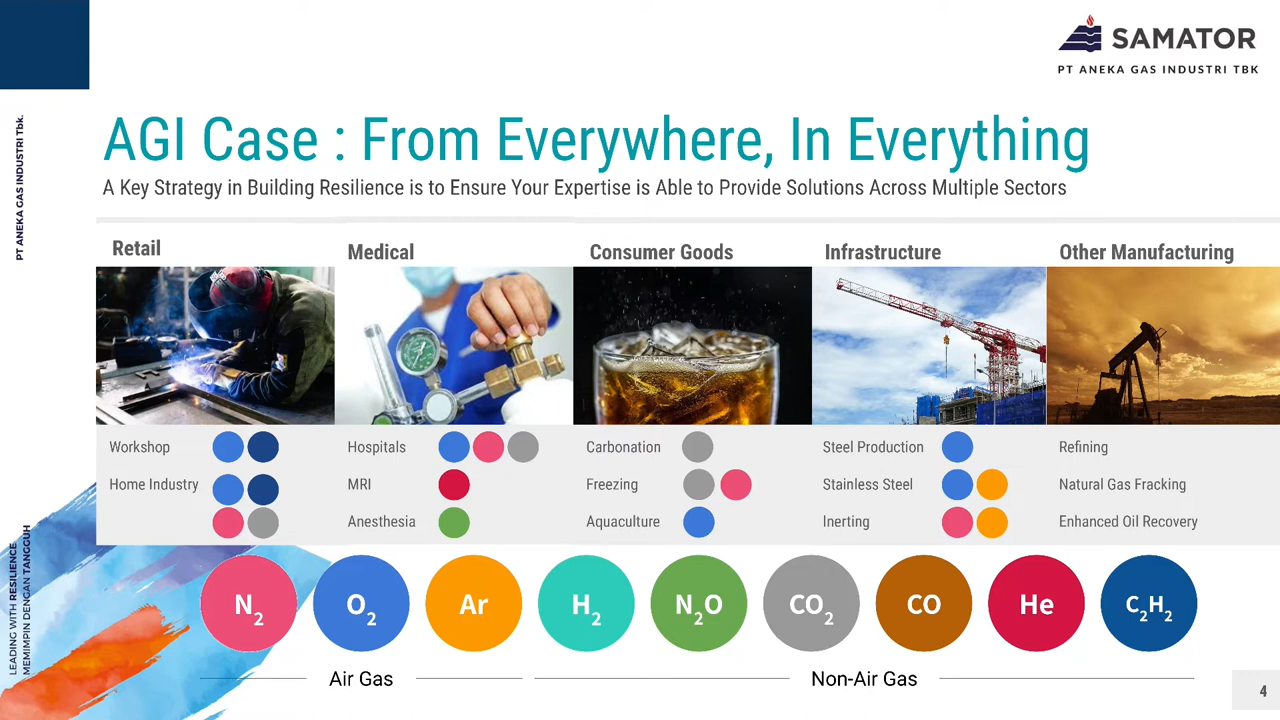 SAMATOR
PT ANEKA GAS INDUSTRI TBK
PT ANEKA GAS INDUSTRI Tbk.
AGI Case : From Everywhere, In Everything
A Key Strategy in Building Resilience is to Ensure Your Expertise is Able to Provide Solutions Across Multiple Sectors
Retail
Medical
Consumer Goods
Infrastructure
Other Manufacturing
Workshop
Home Industry
Hospitals
MRI
Anesthesia
Carbonation
Freezing
Aquaculture
Steel Production
Stainless Steel
Inerting
Refining
Natural Gas Fracking
Enhanced Oil Recovery
LEADING WITH RESILIENCE
MEMIMPIN DENGAN TANGGUH
N2
O2
Ar
H2
N2O
CO2
CO
He
C2H2
Air Gas
Non-Air Gas
4